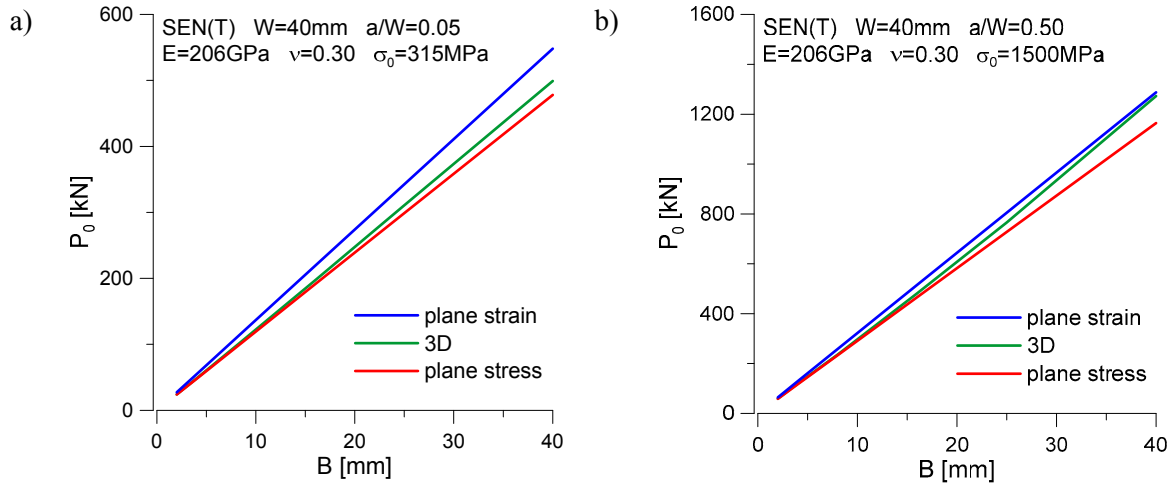 a)
SEN(T) W=40mm a/W=0.05
E=206GPa ν=0.30 σ0=315MPa
600
400
200
0
P0 [kN]
plane strain
3D
plane stress
0 10 20 30 40
B [mm]
b)
SEN(T) W=40mm a/W=0.50
E=206GPa ν=0.30 σ0=1500MPa
1600
1200
800
400
0
P0 [kN]
plane strain
3D
plane stress
0 10 20 30 40
B [mm]